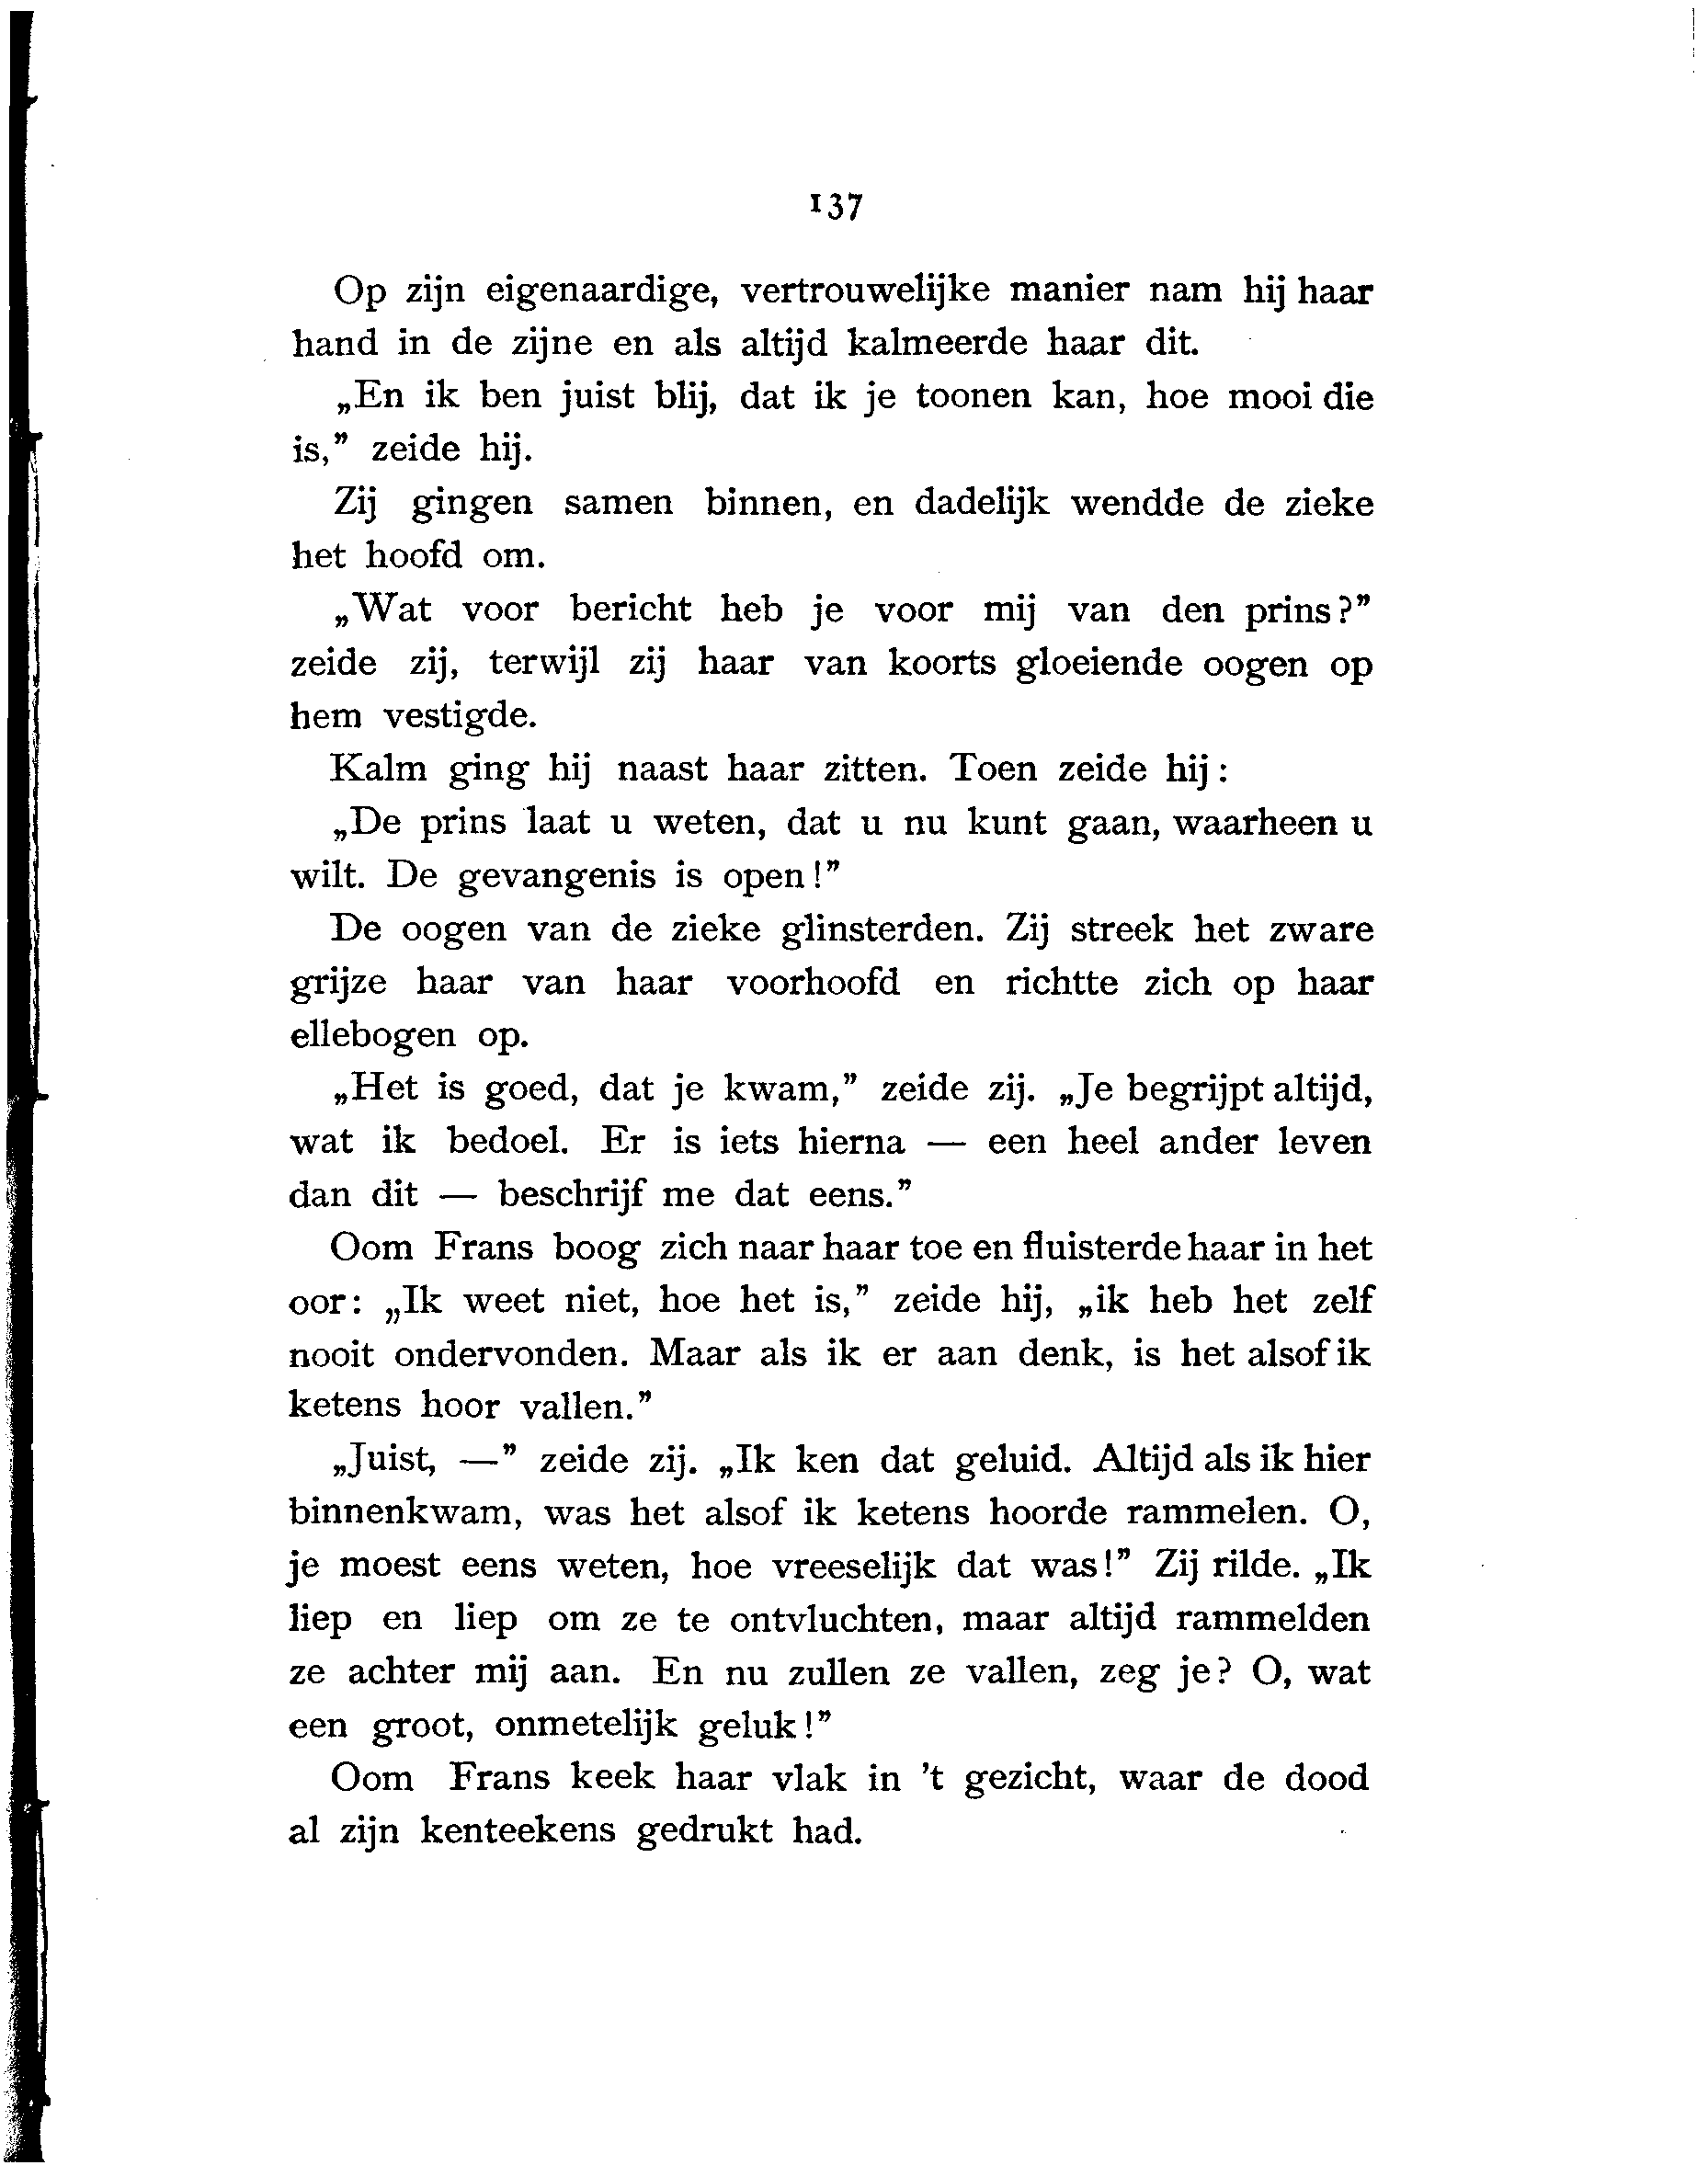 137
Op zijn eigenaardige, vertrouwelijke manier nam hij haar
hand in de zijne en als altijd kalmeerde haar dit.
„En ik ben juist blij, dat ik je toonen kan, hoe mooi die
is,” zeide hij.
Zij gingen samen binnen, en dadelijk wendde de zieke
het hoofd om.
„Wat voor bericht heb je voor mij van den prins?”
zeide zij, terwijl zij haar van koorts gloeiende oogen op
hem vestigde.
Kalm ging hij naast haar zitten. Toen zeide hij:
„De prins laat u weten, dat u nu kunt gaan, waarheen u
wilt. De gevangenis is open!”
De oogen van de zieke glinsterden. Zij streek het zware
grijze haar van haar voorhoofd en richtte zich op haar
ellebogen op.
„Het is goed, dat je kwam,” zeide zij. „Je begrijpt altijd,
wat ik bedoel. Er is iets hierna — een heel ander leven
dan dit — beschrijf me dat eens.”
Oom Frans boog zich naar haar toe en fluisterde haar in het
oor: „Ik weet niet, hoe het is,” zeide hij, „ik heb het zelf
nooit ondervonden. Maar als ik er aan denk, is het alsof ik
ketens hoor vallen.”
„Juist, —” zeide zij. „Ik ken dat geluid. Altijd als ik hier
binnenkwam, was het alsof ik ketens hoorde rammelen. O,
je moest eens weten, hoe vreeselijk dat was!” Zij rilde. „Ik
liep en liep om ze te ontvluchten, maar altijd rammelden
ze achter mij aan. En nu zullen ze vallen, zeg je? O, wat
een groot, onmetelijk geluk!”
Oom Frans keek haar vlak in 't gezicht, waar de dood
al zijn kenteekens gedrukt had.